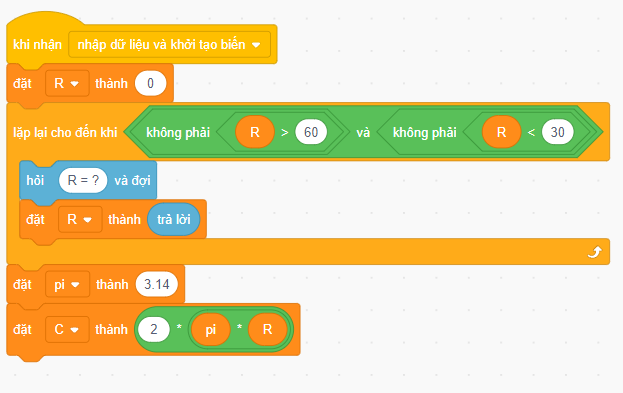 khi nhận nhập dữ liệu và khởi tạo biến
đặt R thành 0
lặp lại cho đến khi không phải R > 60 và không phải R < 30
hỏi R = ? và đợi
đặt R thành trả lời
đặt pi thành 3.14
đặt C thành 2 * pi * R